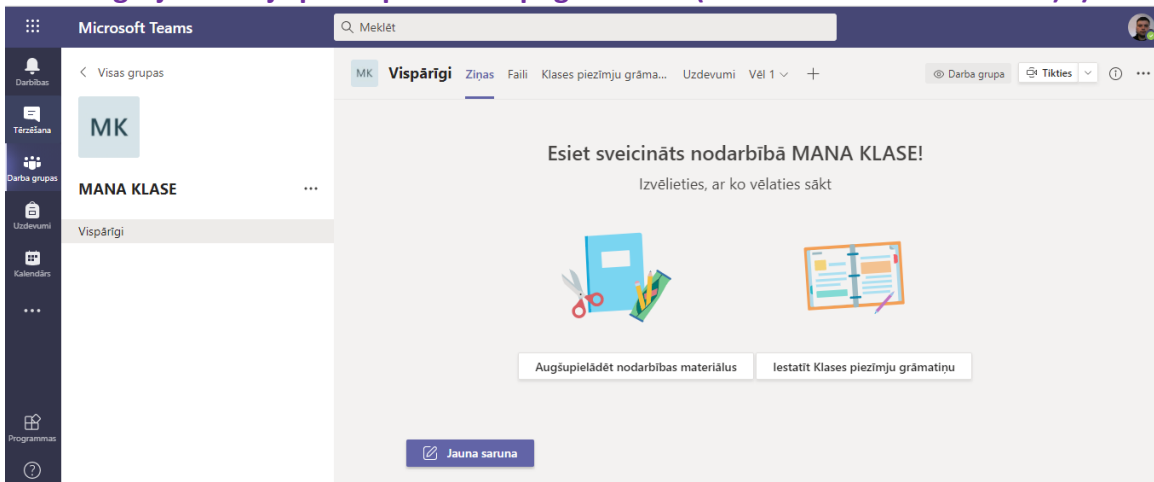 Microsoft Teams
Meklēt
Darbības
Tērzēšana
Darba grupas
Uzdevumi
Kalendārs
Programmas
Visas grupas
MK
MANA KLASE
Vispārīgi
MK Vispārīgi Ziņas Faili Klases piezīmju grāma... Uzdevumi Vēl 1 +
Darba grupa Tikties
Esiet sveicināts nodarbībā MANA KLASE!
Izvēlieties, ar ko vēlaties sākt
Augšupielādēt nodarbības materiālus
Iestatīt Klases piezīmju grāmatiņu
Jauna saruna